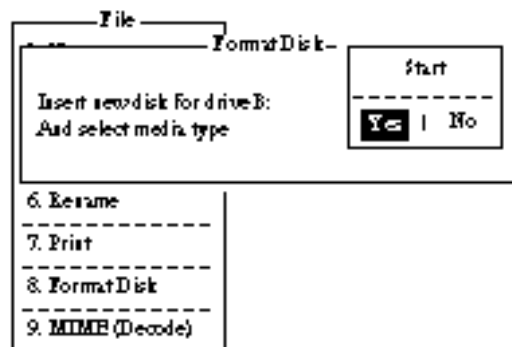 File
Format Disk
Start
Insert new disk for drive B:
And select media type
Yes | No
6. Rename
7. Print
8. Format Disk
9. MIME (Decode)